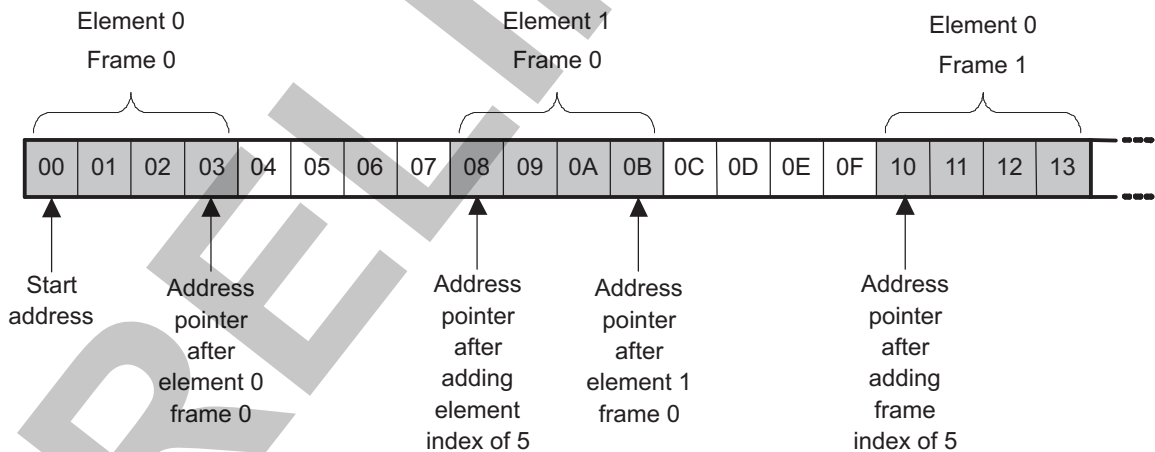 Element 0
Frame 0
Element 1
Frame 0
Element 0
Frame 1
00 01 02 03 04 05 06 07 08 09 0A 0B 0C 0D 0E 0F 10 11 12 13
Start
address
Address
pointer
after
element 0
frame 0
Address
pointer
after
adding
element
index of 5
Address
pointer
after
element 1
frame 0
Address
pointer
after
adding
frame
index of 5